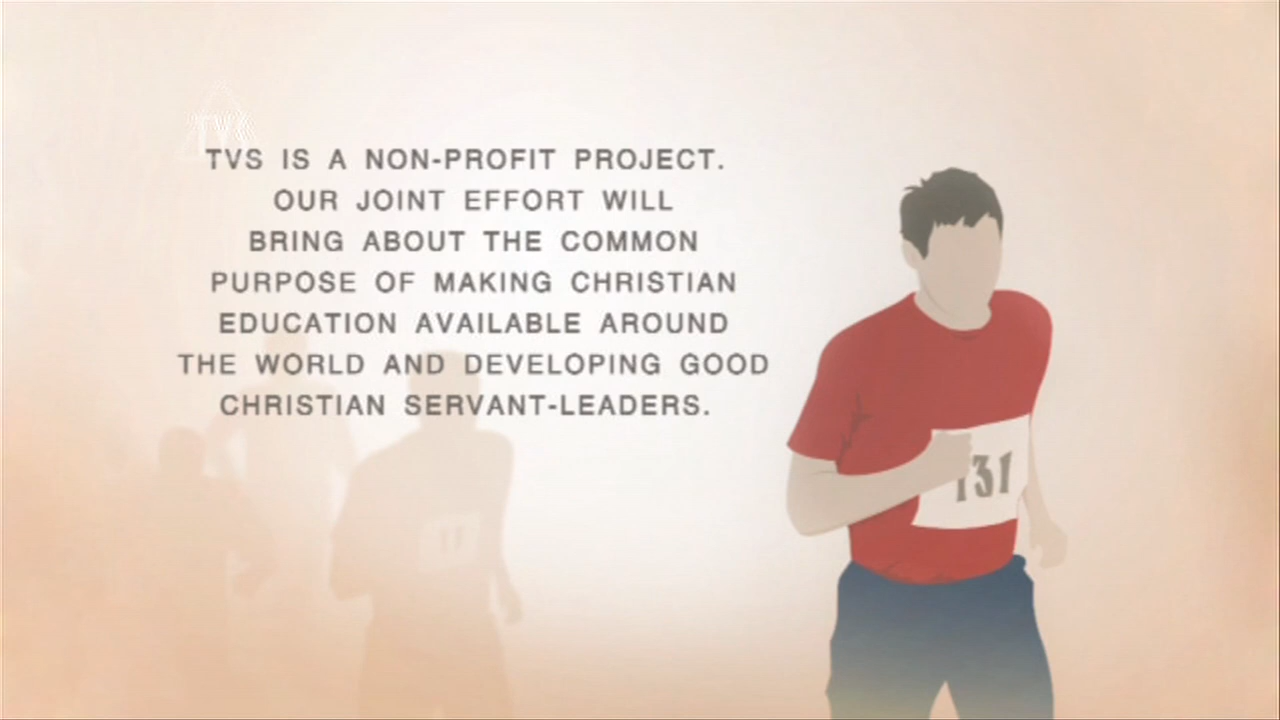 TVS
TVS IS A NON-PROFIT PROJECT.
OUR JOINT EFFORT WILL
BRING ABOUT THE COMMON
PURPOSE OF MAKING CHRISTIAN
EDUCATION AVAILABLE AROUND
THE WORLD AND DEVELOPING GOOD
CHRISTIAN SERVANT-LEADERS.
131